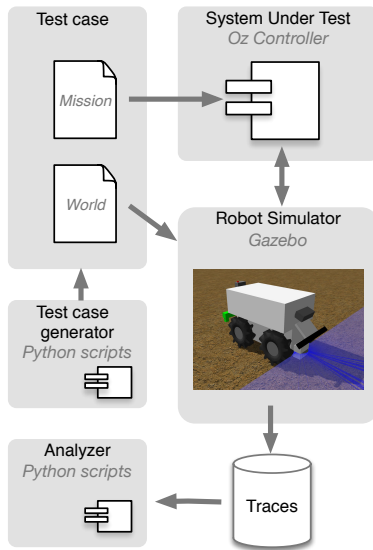 Test case
Mission
World
System Under Test
Oz Controller
Robot Simulator
Gazebo
Test case
generator
Python scripts
Analyzer
Python scripts
Traces